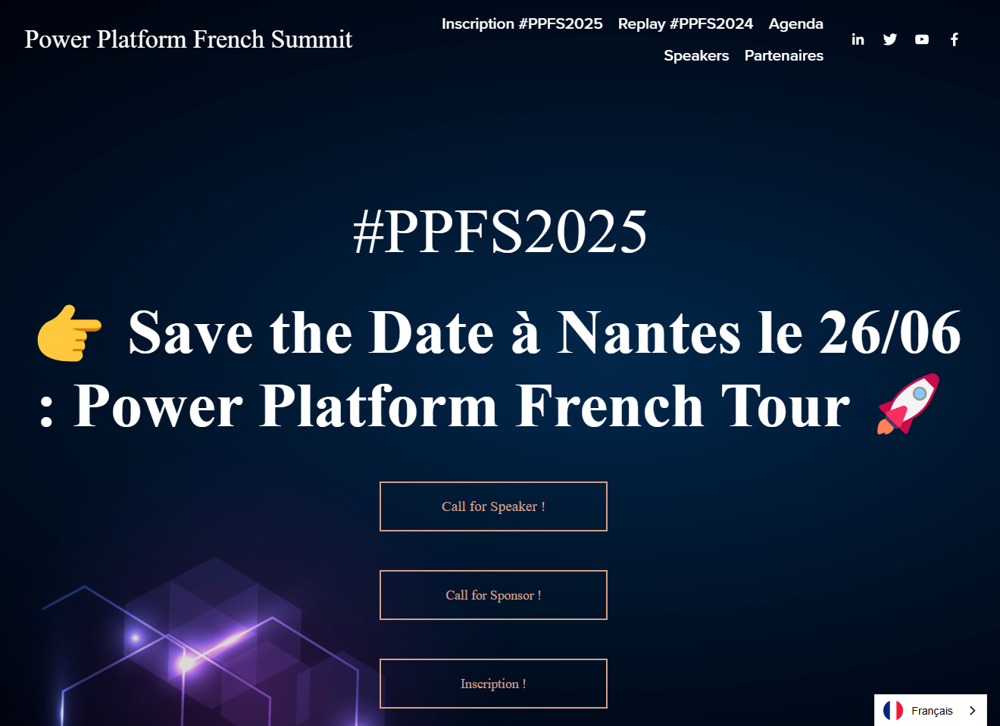 Power Platform French Summit
Inscription #PPFS2025 Replay #PPFS2024 Agenda
Speakers Partenaires
#PPFS2025
👉 Save the Date à Nantes le 26/06
: Power Platform French Tour 🚀
Call for Speaker !
Call for Sponsor !
Inscription !
Français